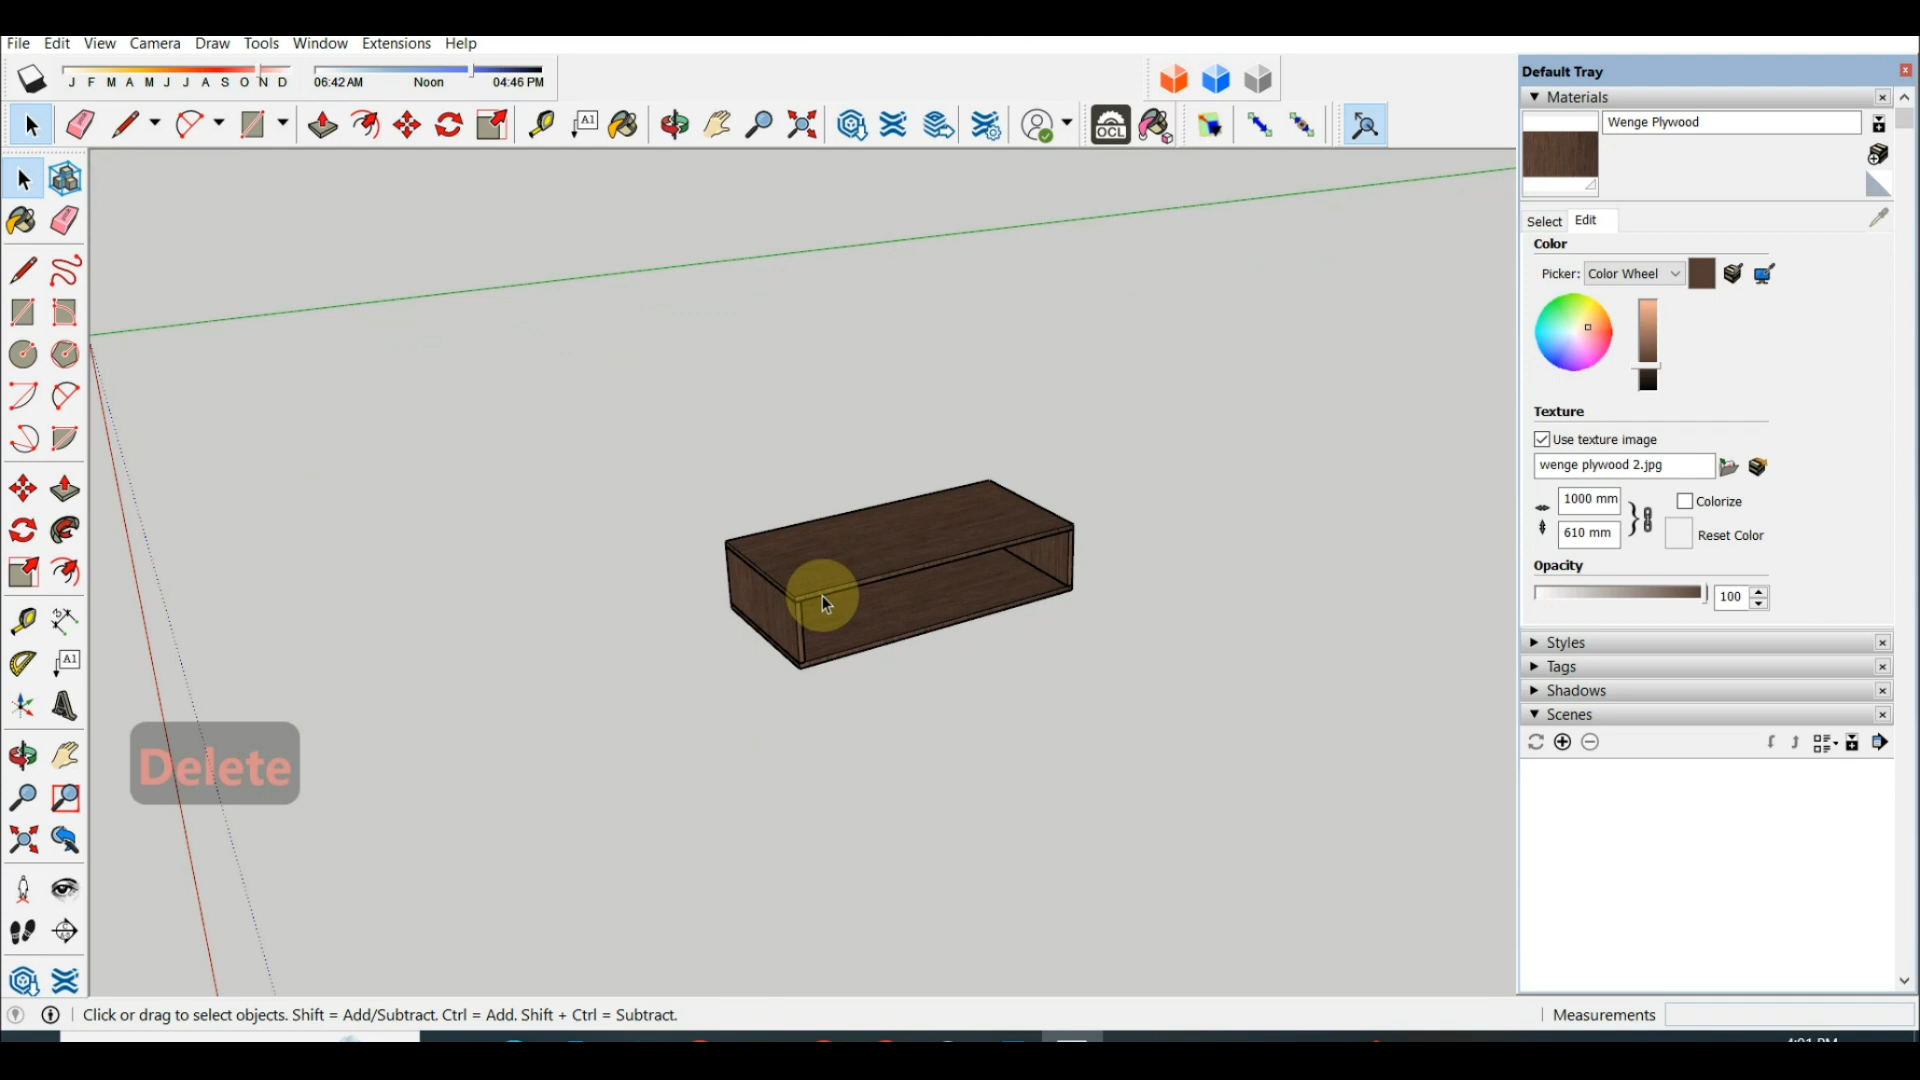 File Edit View Camera Draw Tools Window Extensions Help
J F M A M J J A S O N D 06:42 AM Noon 04:46 PM
Default Tray
Materials
Wenge Plywood
A1
OCL
Select Edit
Color
Picker: Color Wheel
Texture
Use texture image
wenge plywood 2.jpg
1000 mm Colorize
610 mm Reset Color
Opacity
100
Styles
Tags
Shadows
Scenes
A1
Delete
Click or drag to select objects. Shift = Add/Subtract. Ctrl = Add. Shift + Ctrl = Subtract.
Measurements